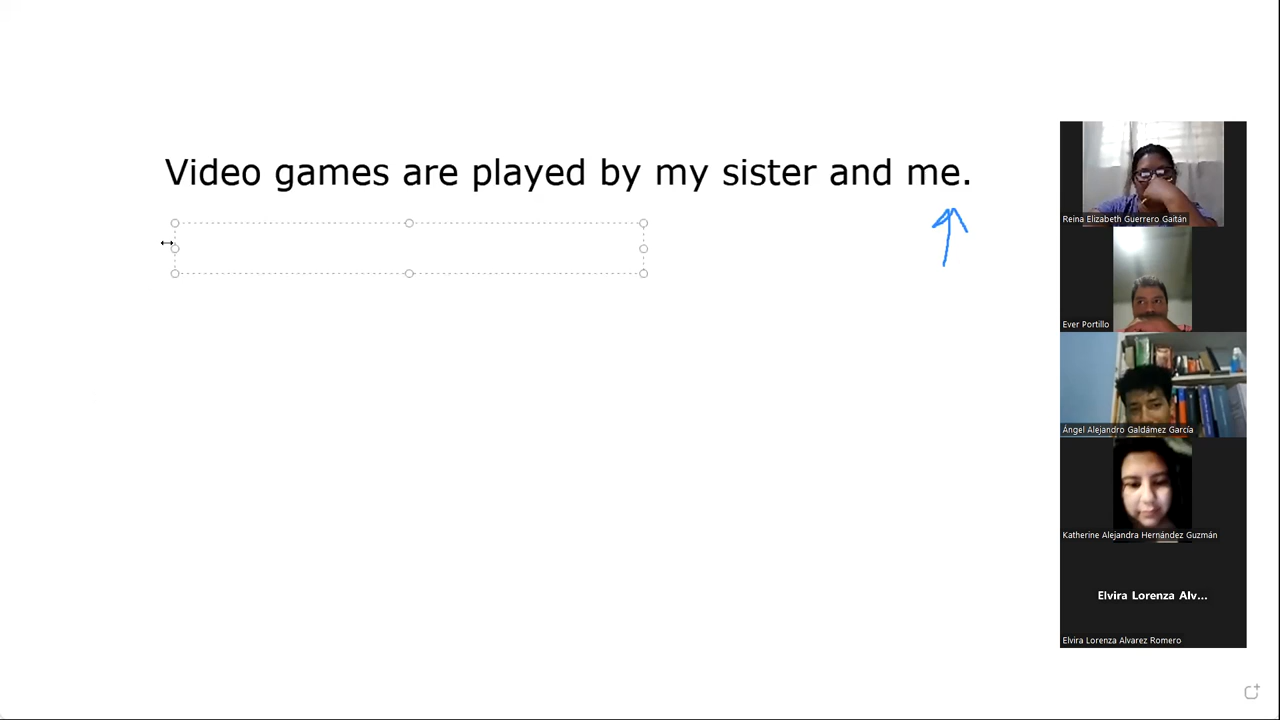 Video games are played by my sister and me.
Reina Elizabeth Guerrero Gaitán
Ever Portillo
Ángel Alejandro Galdámez García
Katherine Alejandra Hernández Guzmán
Elvira Lorenza Alv...
Elvira Lorenza Alvarez Romero